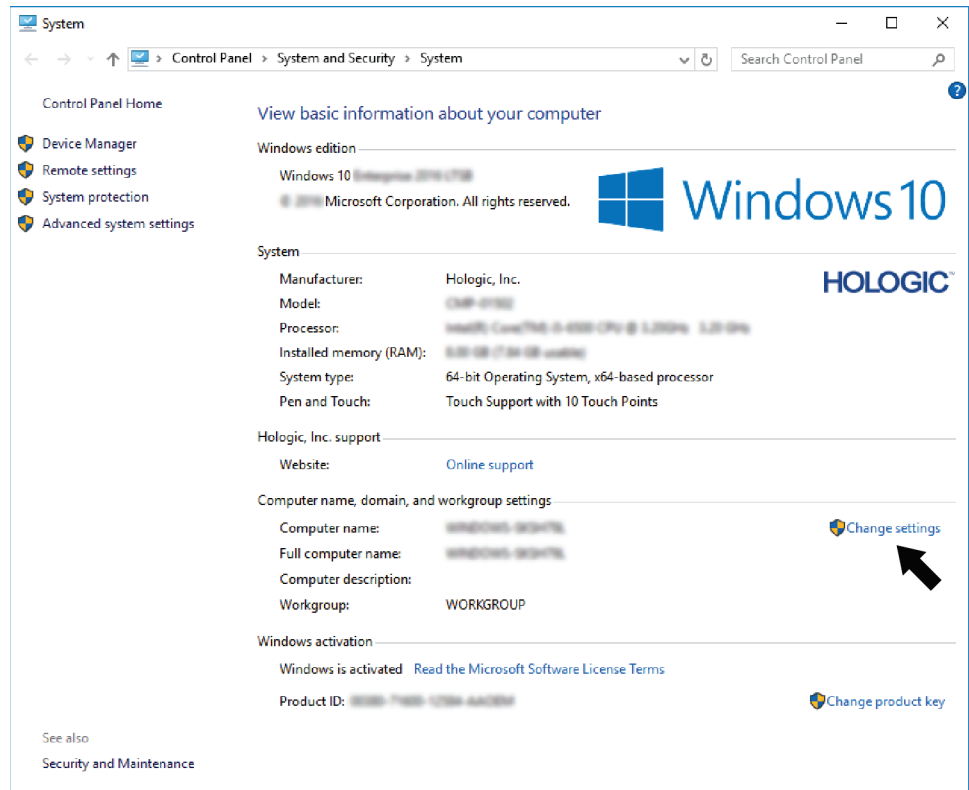 System
Control Panel > System and Security > System
Search Control Panel
?
Control Panel Home
Device Manager
Remote settings
System protection
Advanced system settings
View basic information about your computer
Windows edition
Windows 10
Microsoft Corporation. All rights reserved.
Windows 10
System
Manufacturer: Hologic, Inc.
HOLOGIC™
Model:
Processor:
Installed memory (RAM):
System type: 64-bit Operating System, x64-based processor
Pen and Touch: Touch Support with 10 Touch Points
Hologic, Inc. support
Website: Online support
Computer name, domain, and workgroup settings
Computer name:
Change settings
Full computer name:
Computer description:
Workgroup: WORKGROUP
Windows activation
Windows is activated Read the Microsoft Software License Terms
Product ID:
Change product key
See also
Security and Maintenance